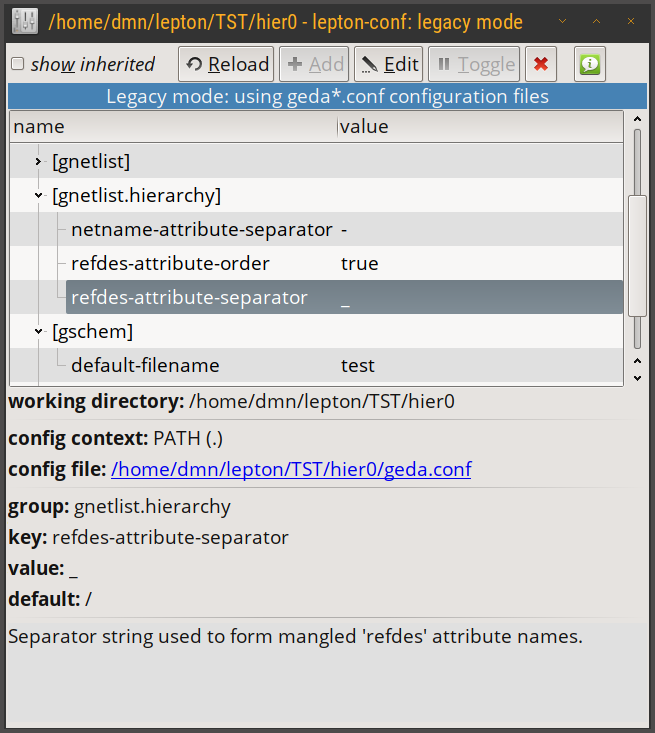 /home/dmn/lepton/TST/hier0 - lepton-conf: legacy mode
show inherited Reload Add Edit Toggle
Legacy mode: using geda*.conf configuration files
name value
[gnetlist]
[gnetlist.hierarchy]
netname-attribute-separator -
refdes-attribute-order true
refdes-attribute-separator _
[gschem]
default-filename test
working directory: /home/dmn/lepton/TST/hier0
config context: PATH (.)
config file: /home/dmn/lepton/TST/hier0/geda.conf
group: gnetlist.hierarchy
key: refdes-attribute-separator
value: _
default: /
Separator string used to form mangled 'refdes' attribute names.